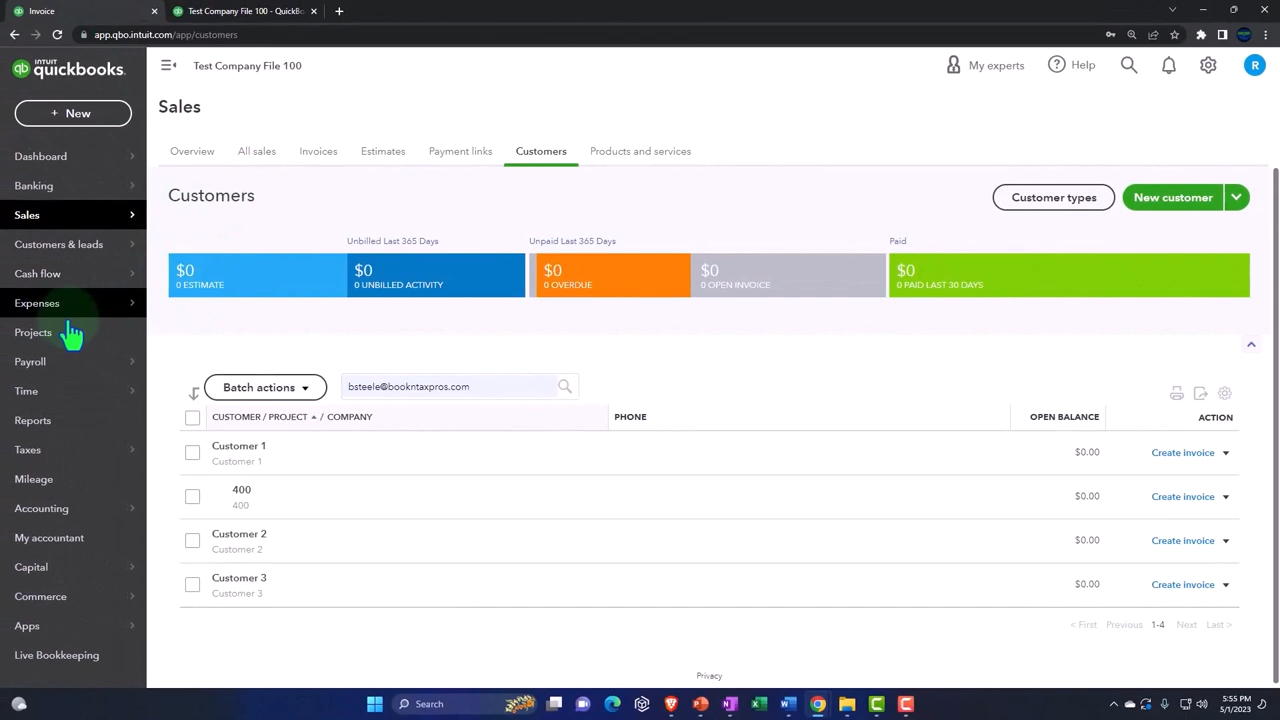 Invoice
Test Company File 100 - QuickBo
app.qbo.intuit.com/app/customers
INTUIT
quickbooks.
Test Company File 100
My experts
Help
R
+ New
Sales
Dashboard
Banking
Sales
Customers & leads
Cash flow
Expenses
Projects
Payroll
Time
Reports
Taxes
Mileage
Accounting
My accountant
Capital
Commerce
Apps
Live Bookkeeping
Overview All sales Invoices Estimates Payment links Customers Products and services
Customers
Customer types
New customer
Unbilled Last 365 Days Unpaid Last 365 Days Paid
$0 $0 $0 $0 $0
0 ESTIMATE 0 UNBILLED ACTIVITY 0 OVERDUE 0 OPEN INVOICE 0 PAID LAST 30 DAYS
Batch actions
bsteele@bookntaxpros.com
CUSTOMER / PROJECT / COMPANY PHONE OPEN BALANCE ACTION
Customer 1
Customer 1
$0.00 Create invoice
400
400
$0.00 Create invoice
Customer 2
Customer 2
$0.00 Create invoice
Customer 3
Customer 3
$0.00 Create invoice
< First Previous 1-4 Next Last >
Privacy
Search
5:55 PM
5/1/2023